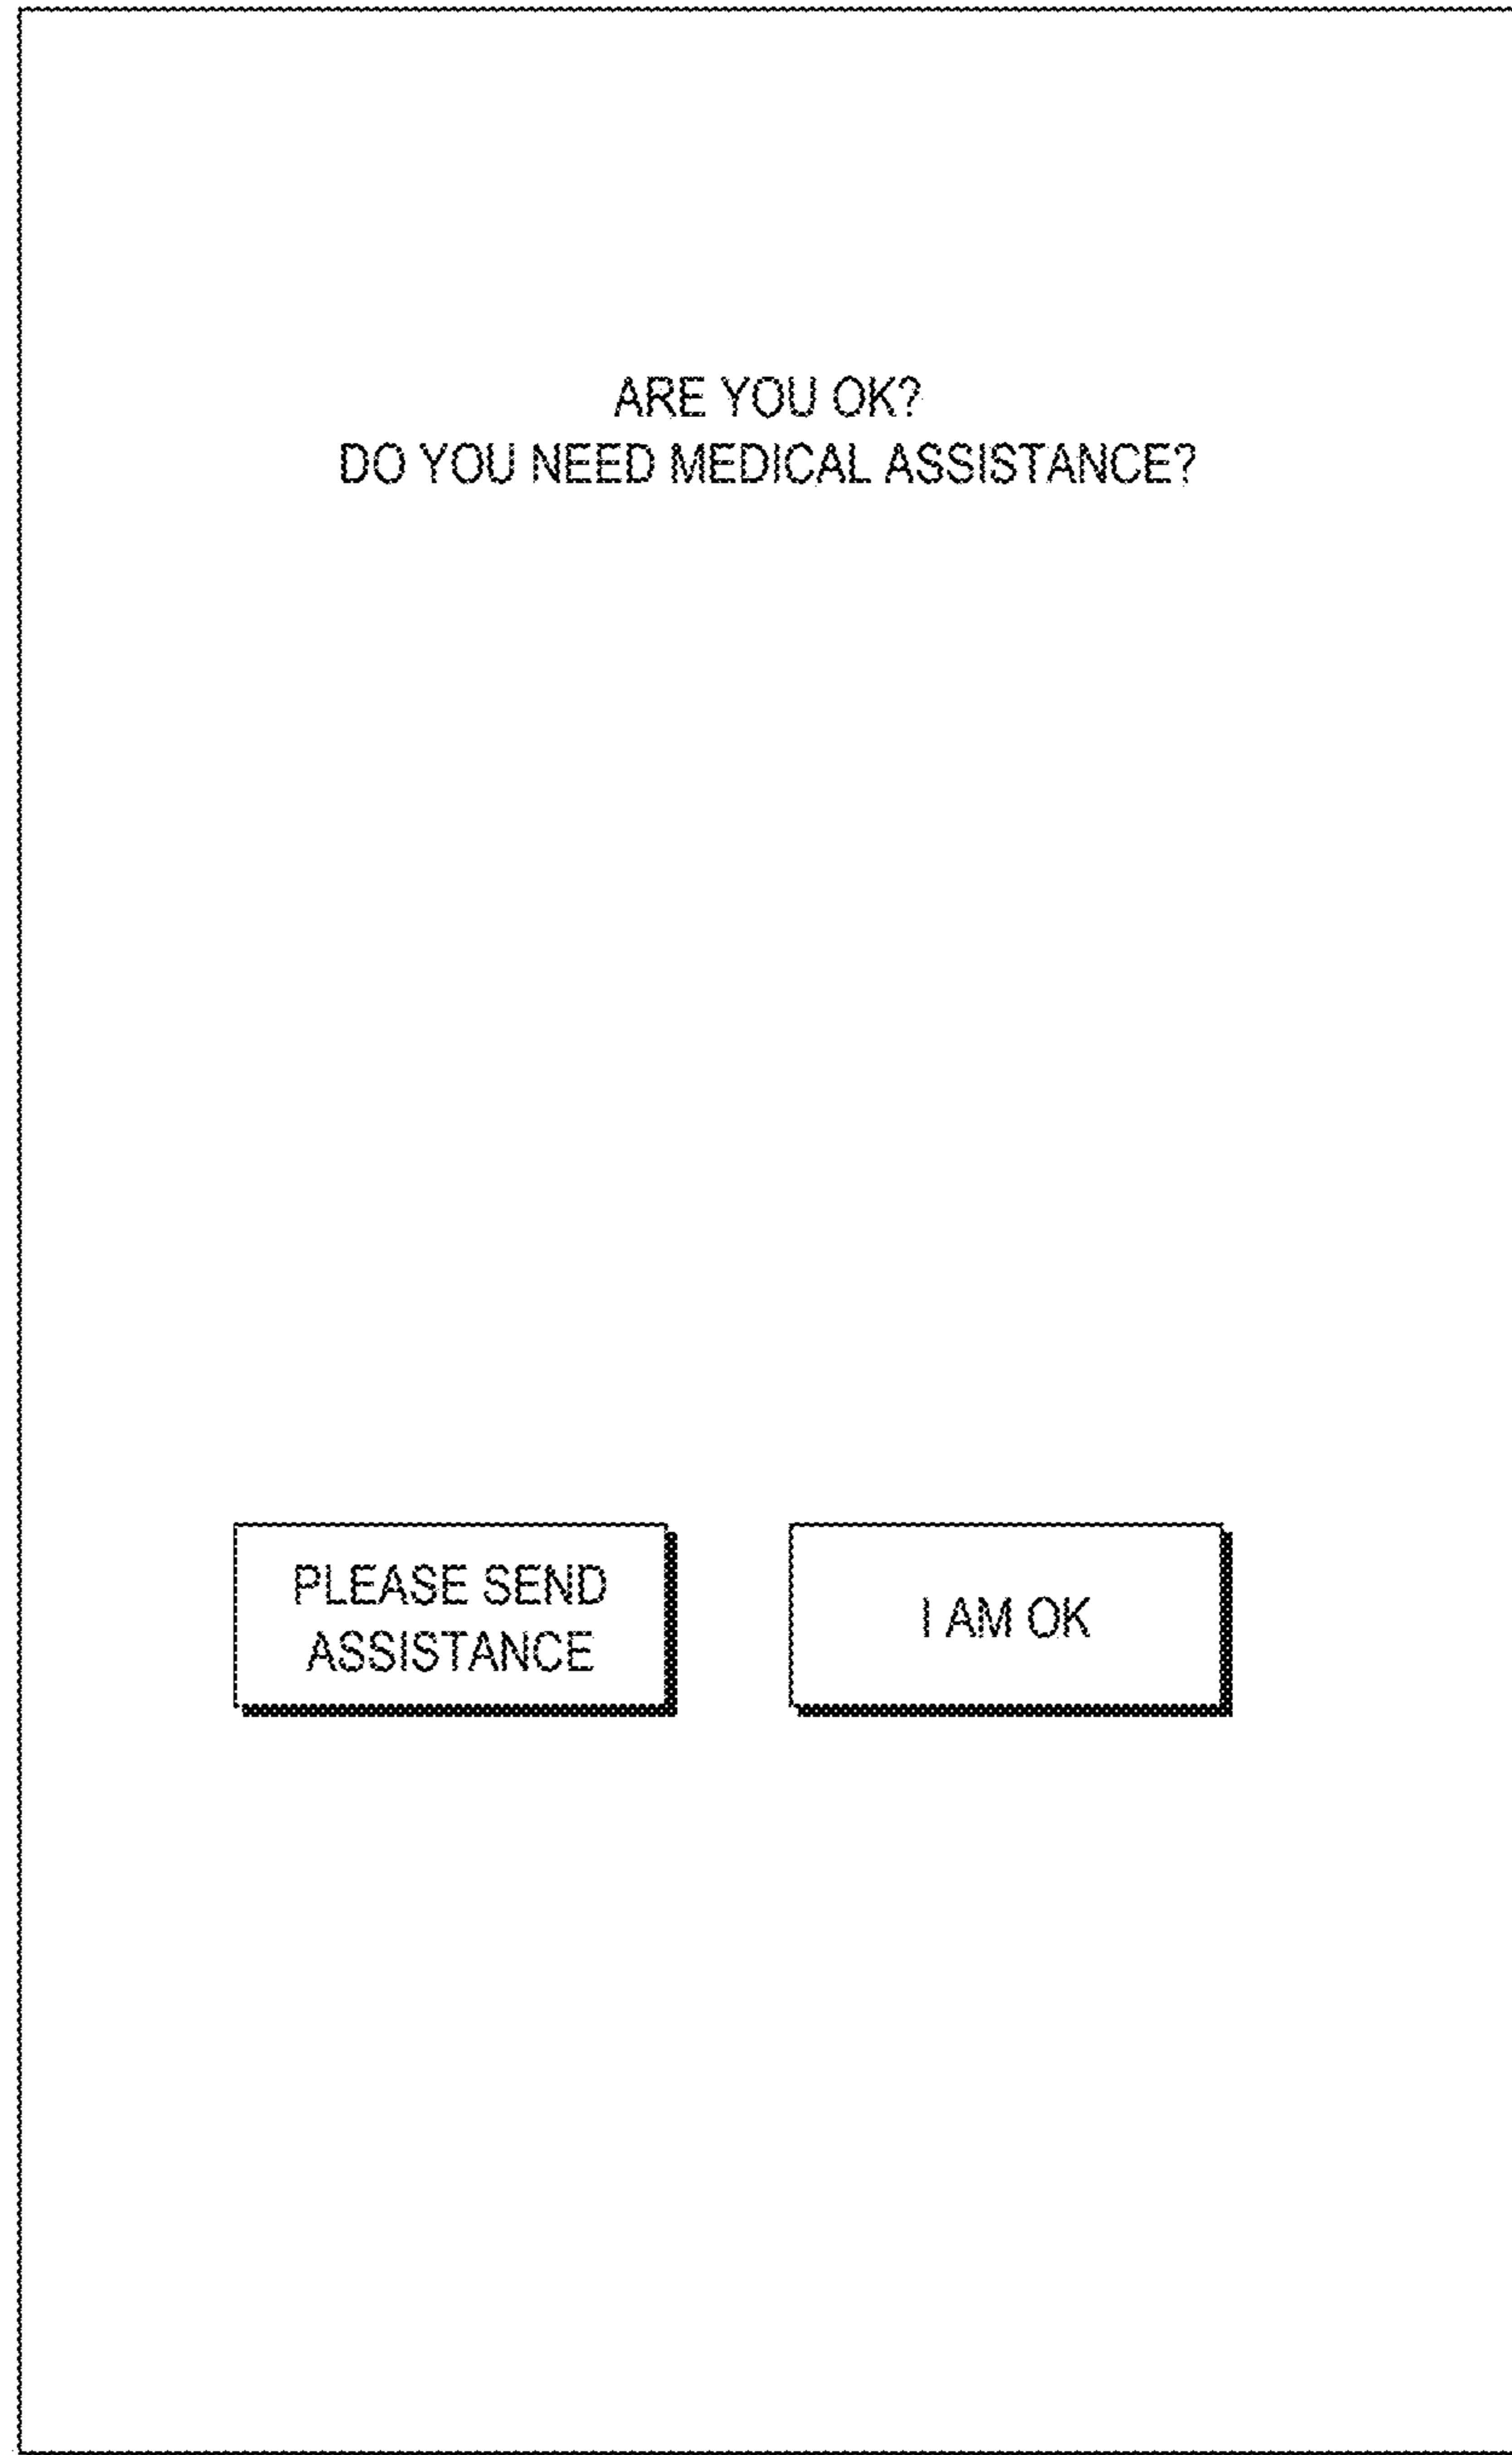 ARE YOU OK?
DO YOU NEED MEDICAL ASSISTANCE?
PLEASE SEND
ASSISTANCE
I AM OK